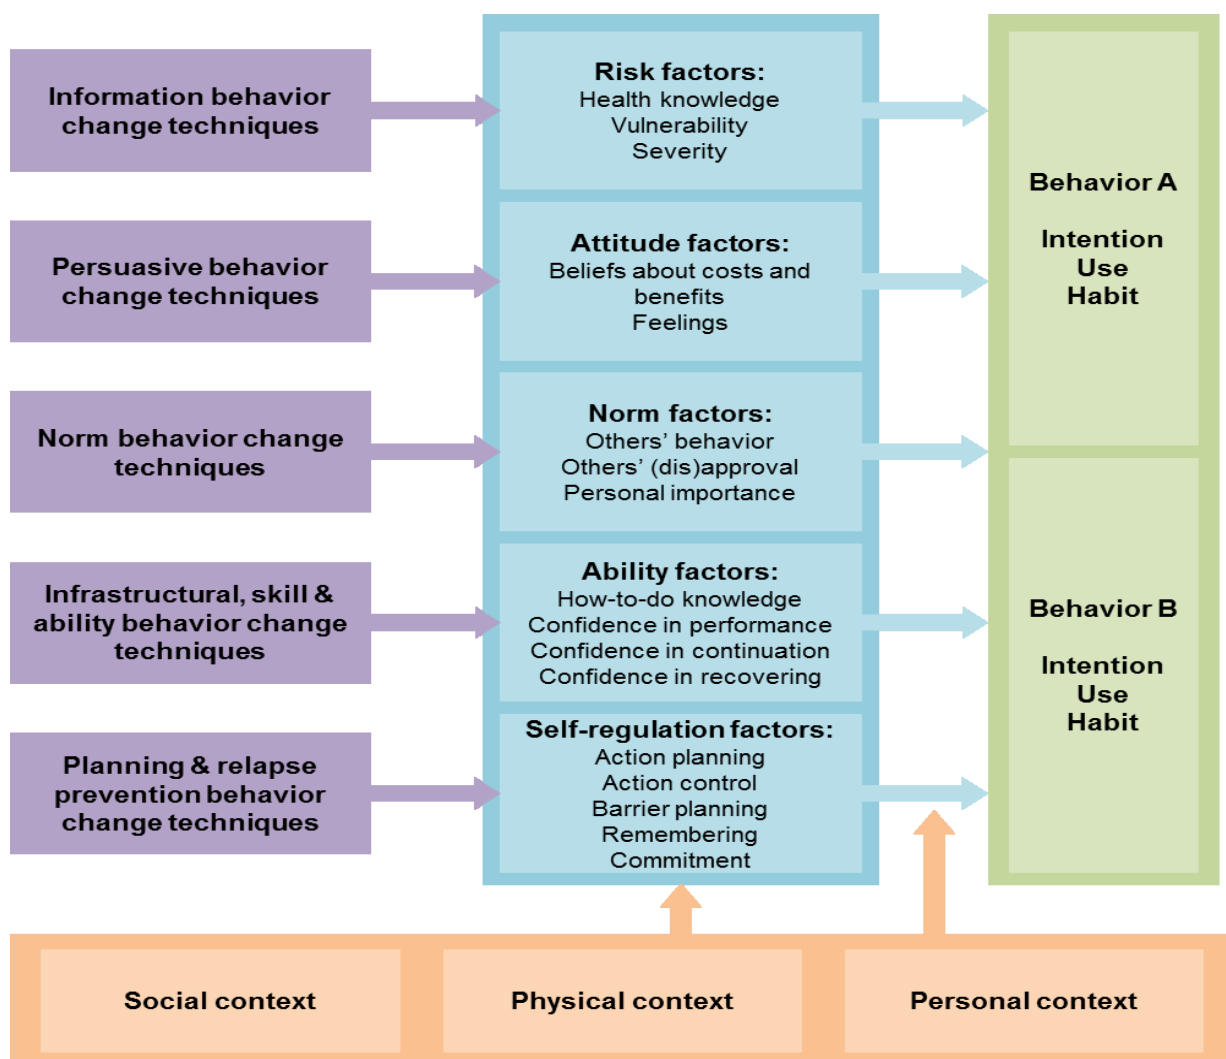 Information behavior
change techniques
Risk factors:
Health knowledge
Vulnerability
Severity
Persuasive behavior
change techniques
Attitude factors:
Beliefs about costs and
benefits
Feelings
Norm behavior change
techniques
Norm factors:
Others’ behavior
Others’ (dis)approval
Personal importance
Infrastructural, skill &
ability behavior change
techniques
Ability factors:
How-to-do knowledge
Confidence in performance
Confidence in continuation
Confidence in recovering
Planning & relapse
prevention behavior
change techniques
Self-regulation factors:
Action planning
Action control
Barrier planning
Remembering
Commitment
Behavior A
Intention
Use
Habit
Behavior B
Intention
Use
Habit
Social context
Physical context
Personal context